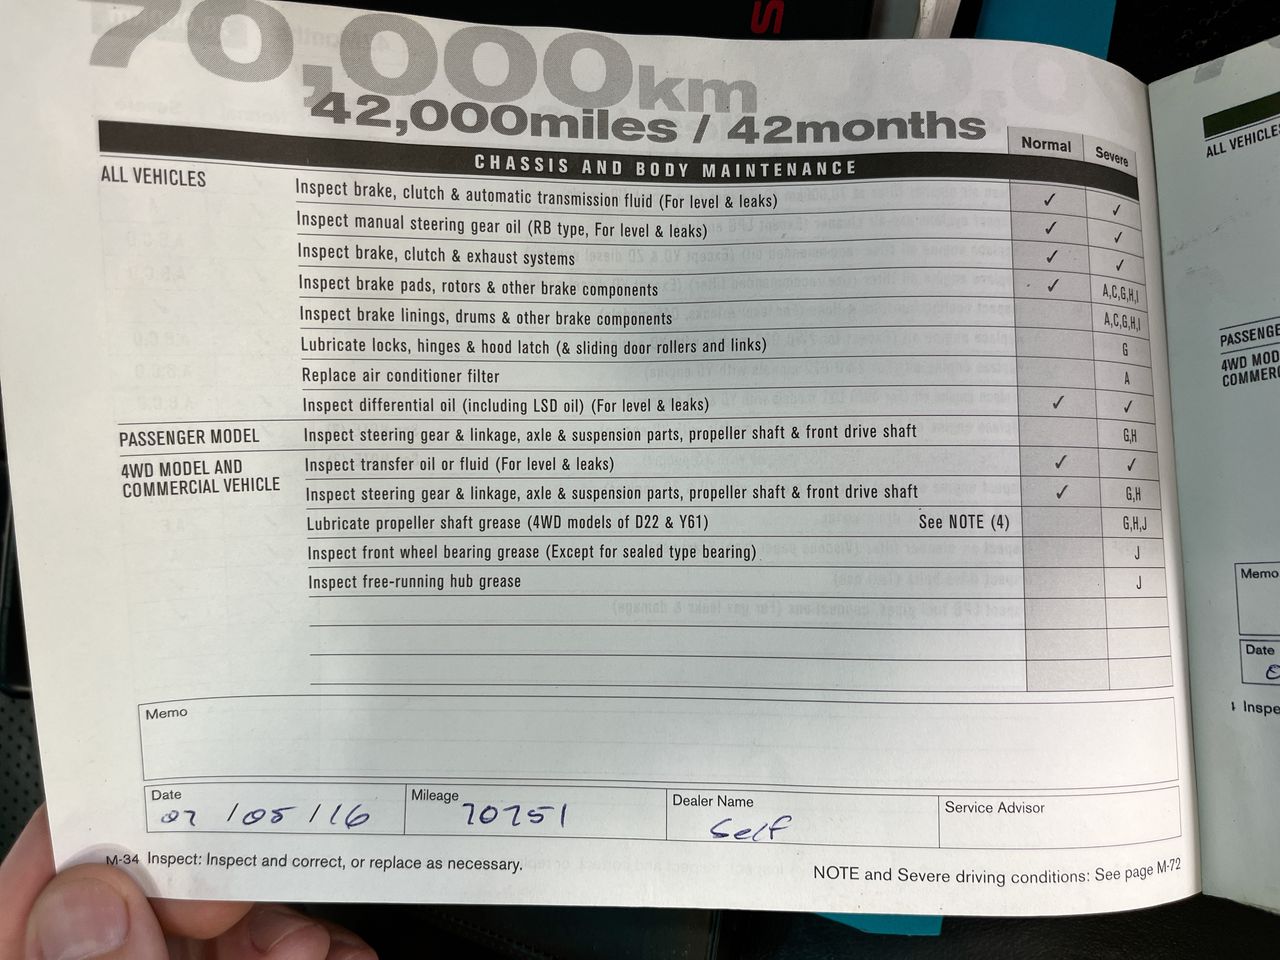 70,000km
42,000miles / 42months
Normal Severe
CHASSIS AND BODY MAINTENANCE
ALL VEHICLES
Inspect brake, clutch & automatic transmission fluid (For level & leaks) ✓ ✓
Inspect manual steering gear oil (RB type, For level & leaks) ✓ ✓
Inspect brake, clutch & exhaust systems ✓ ✓
Inspect brake pads, rotors & other brake components ✓ A,C,G,H,I
Inspect brake linings, drums & other brake components A,C,G,H,I
Lubricate locks, hinges & hood latch (& sliding door rollers and links) G
Replace air conditioner filter A
Inspect differential oil (including LSD oil) (For level & leaks) ✓ ✓
PASSENGER MODEL Inspect steering gear & linkage, axle & suspension parts, propeller shaft & front drive shaft G,H
4WD MODEL AND
COMMERCIAL VEHICLE
Inspect transfer oil or fluid (For level & leaks) ✓ ✓
Inspect steering gear & linkage, axle & suspension parts, propeller shaft & front drive shaft ✓ G,H
Lubricate propeller shaft grease (4WD models of D22 & Y61) See NOTE (4) G,H,J
Inspect front wheel bearing grease (Except for sealed type bearing) J
Inspect free-running hub grease J
Memo
Date Mileage Dealer Name Service Advisor
07/05/16 70751 Self
M-34 Inspect: Inspect and correct, or replace as necessary.
NOTE and Severe driving conditions: See page M-72
ALL VEHICLES
PASSENGE
4WD MOD
COMMERC
Memo
Date
Inspe